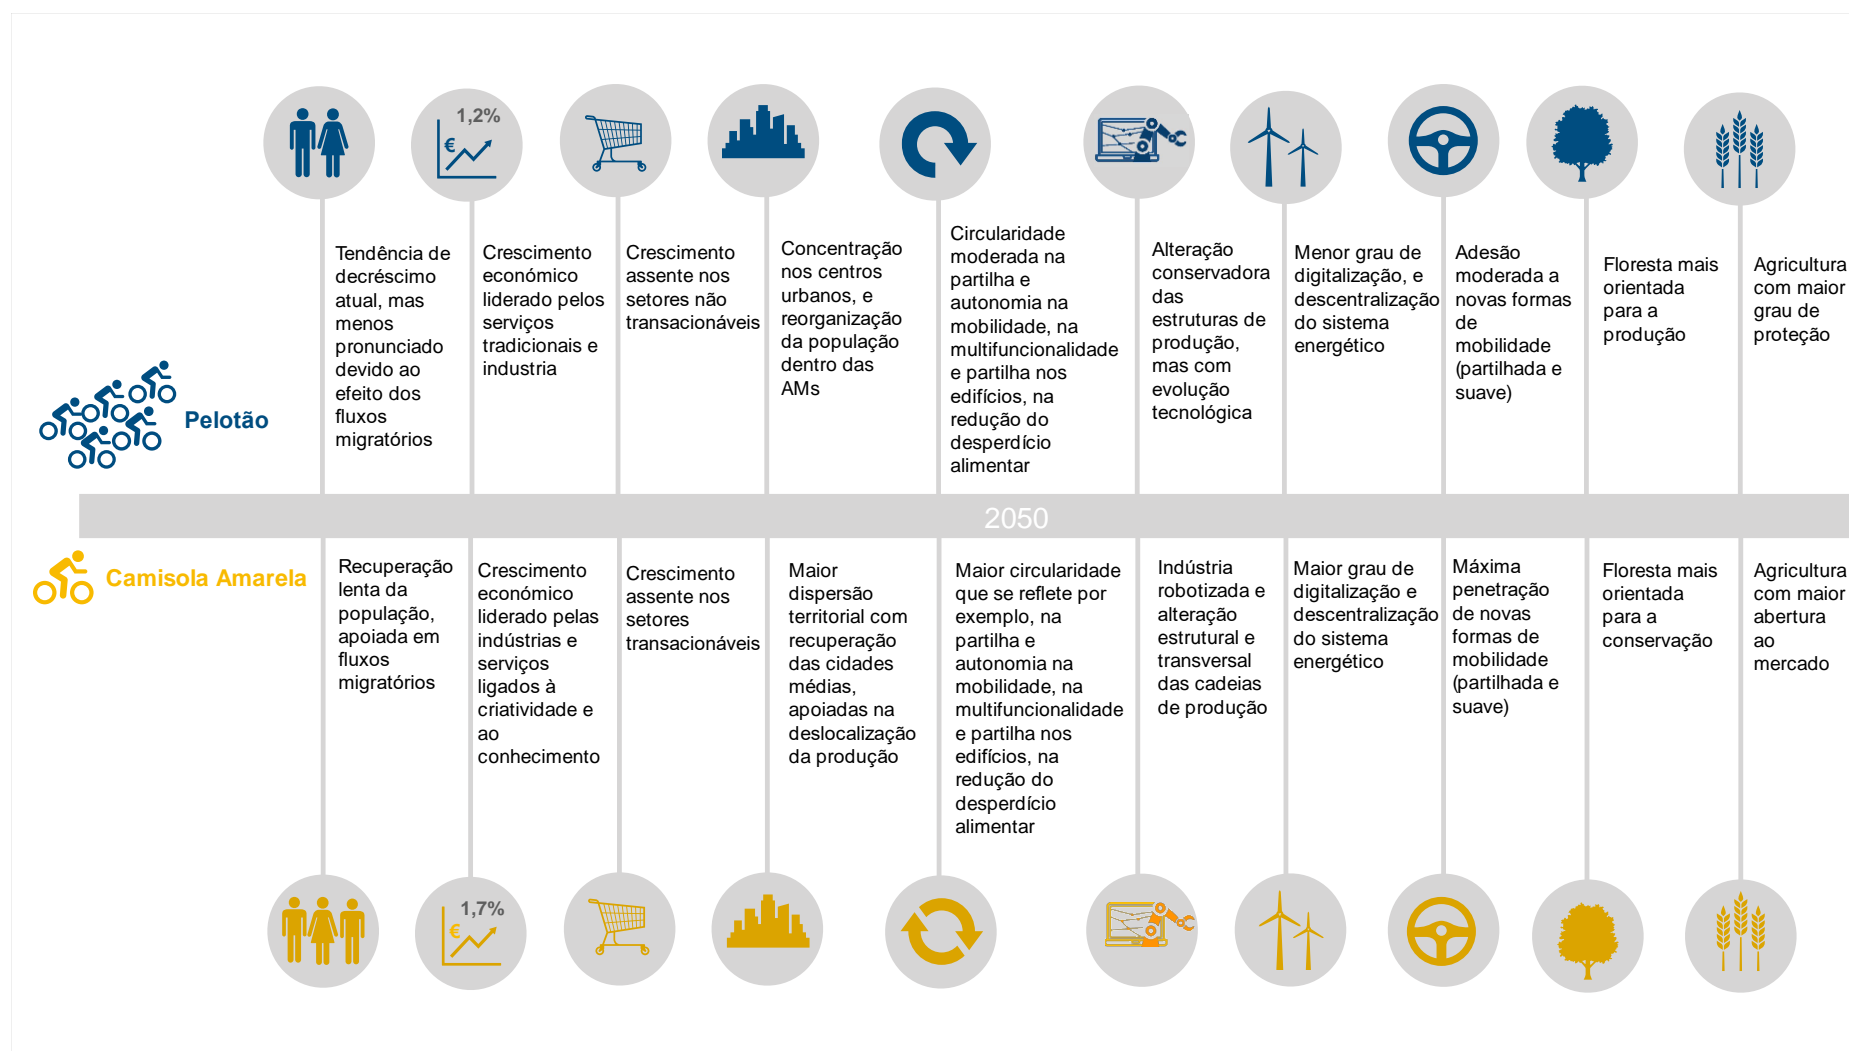 1,2%
Tendência de
decréscimo
atual, mas
menos
pronunciado
devido ao
efeito dos
fluxos
migratórios
Crescimento
económico
liderado pelos
serviços
tradicionais e
industria
Crescimento
assente nos
setores não
transacionáveis
Concentração
nos centros
urbanos, e
reorganização
da população
dentro das
AMs
Circularidade
moderada na
partilha e
autonomia na
mobilidade, na
multifuncionalidade
e partilha nos
edifícios, na
redução do
desperdício
alimentar
Alteração
conservadora
das
estruturas de
produção,
mas com
evolução
tecnológica
Menor grau de
digitalização, e
descentralização
do sistema
energético
Adesão
moderada a
novas formas
de
mobilidade
(partilhada e
suave)
Floresta mais
orientada
para a
produção
Agricultura
com maior
grau de
proteção
Pelotão
2050
Camisola Amarela
Recuperação
lenta da
população,
apoiada em
fluxos
migratórios
Crescimento
económico
liderado pelas
indústrias e
serviços
ligados à
criatividade e
ao
conhecimento
Crescimento
assente nos
setores
transacionáveis
Maior
dispersão
territorial com
recuperação
das cidades
médias,
apoiadas na
deslocalização
da produção
Maior circularidade
que se reflete por
exemplo, na
partilha e
autonomia na
mobilidade, na
multifuncionalidade
e partilha nos
edifícios, na
redução do
desperdício
alimentar
Indústria
robotizada e
alteração
estrutural e
transversal
das cadeias
de produção
Maior grau de
digitalização e
descentralização
do sistema
energético
Máxima
penetração
de novas
formas de
mobilidade
(partilhada e
suave)
Floresta mais
orientada
para a
conservação
Agricultura
com maior
abertura
ao
mercado
1,7%